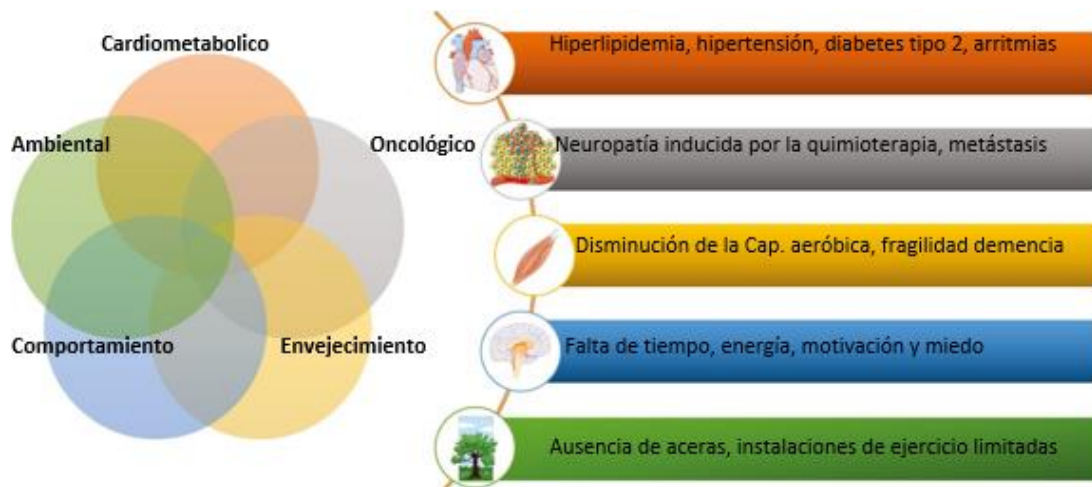 Cardiometabolico
Ambiental
Oncológico
Comportamiento
Envejecimiento
Hiperlipidemia, hipertensión, diabetes tipo 2, arritmias
Neuropatía inducida por la quimioterapia, metástasis
Disminución de la Cap. aeróbica, fragilidad demencia
Falta de tiempo, energía, motivación y miedo
Ausencia de aceras, instalaciones de ejercicio limitadas